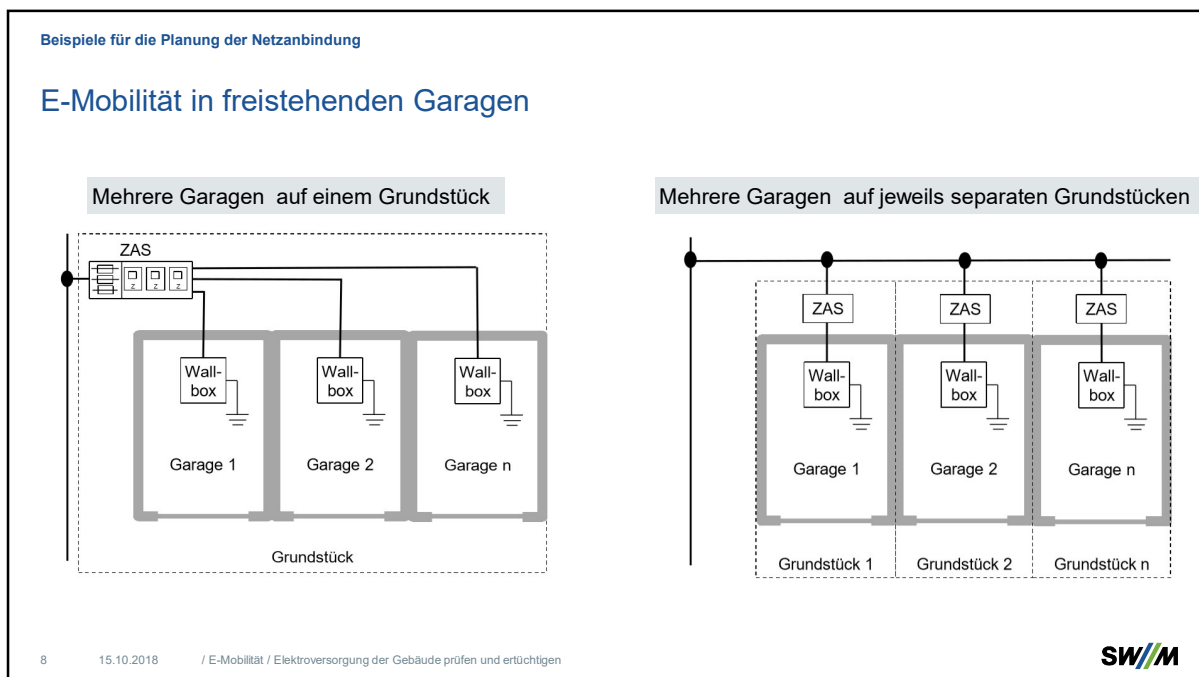 Beispiele für die Planung der Netzanbindung
E-Mobilität in freistehenden Garagen
Mehrere Garagen auf einem Grundstück
ZAS
z z z
Wall-
box
Wall-
box
Wall-
box
Garage 1
Garage 2
Garage n
Grundstück
Mehrere Garagen auf jeweils separaten Grundstücken
ZAS
ZAS
ZAS
Wall-
box
Wall-
box
Wall-
box
Garage 1
Garage 2
Garage n
Grundstück 1
Grundstück 2
Grundstück n
8 15.10.2018 / E-Mobilität / Elektroversorgung der Gebäude prüfen und ertüchtigen
SW//M